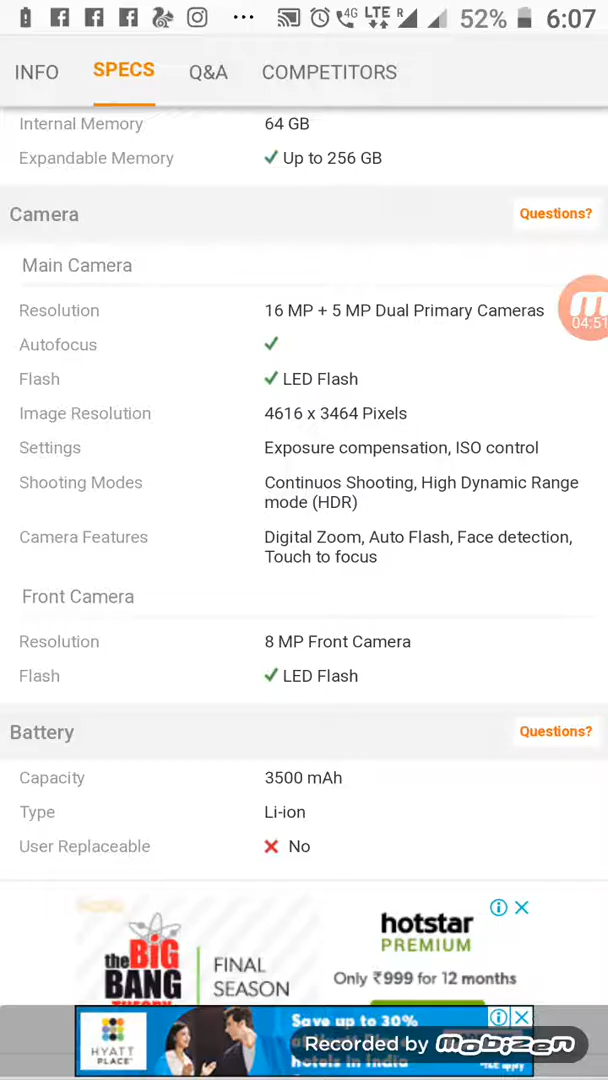 4G LTE R 52% 6:07
INFO SPECS Q&A COMPETITORS
Internal Memory 64 GB
Expandable Memory Up to 256 GB
Camera Questions?
Main Camera
Resolution 16 MP + 5 MP Dual Primary Cameras
04:51
Autofocus
Flash LED Flash
Image Resolution 4616 x 3464 Pixels
Settings Exposure compensation, ISO control
Shooting Modes Continuos Shooting, High Dynamic Range
mode (HDR)
Camera Features Digital Zoom, Auto Flash, Face detection,
Touch to focus
Front Camera
Resolution 8 MP Front Camera
Flash LED Flash
Battery Questions?
Capacity 3500 mAh
Type Li-ion
User Replaceable No
the BIG BANG THEORY
FINAL
SEASON
hotstar
PREMIUM
Only ₹999 for 12 months
HYATT
PLACE
Save up to 30%
hotels in India
Recorded by mobizen